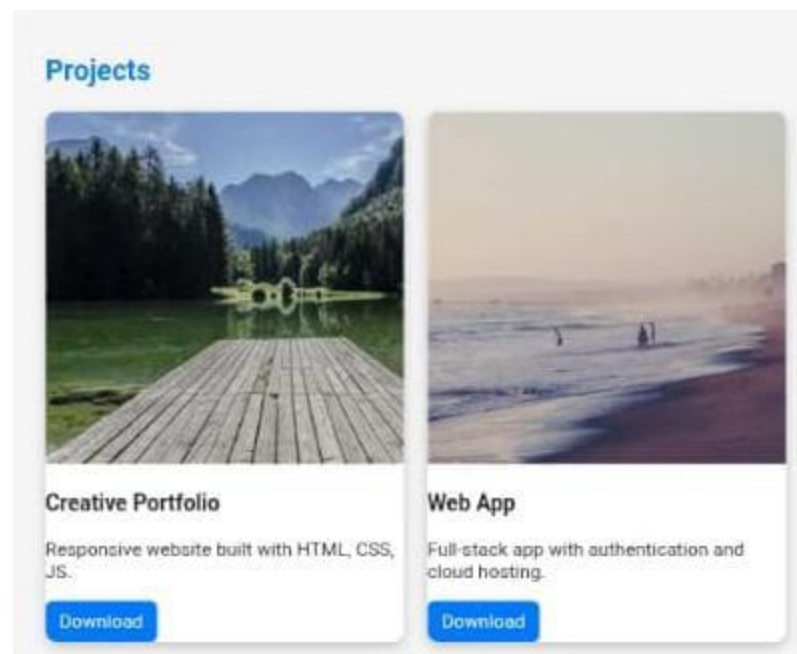 Projects
Creative Portfolio
Responsive website built with HTML, CSS,
JS.
Download
Web App
Full-stack app with authentication and
cloud hosting.
Download